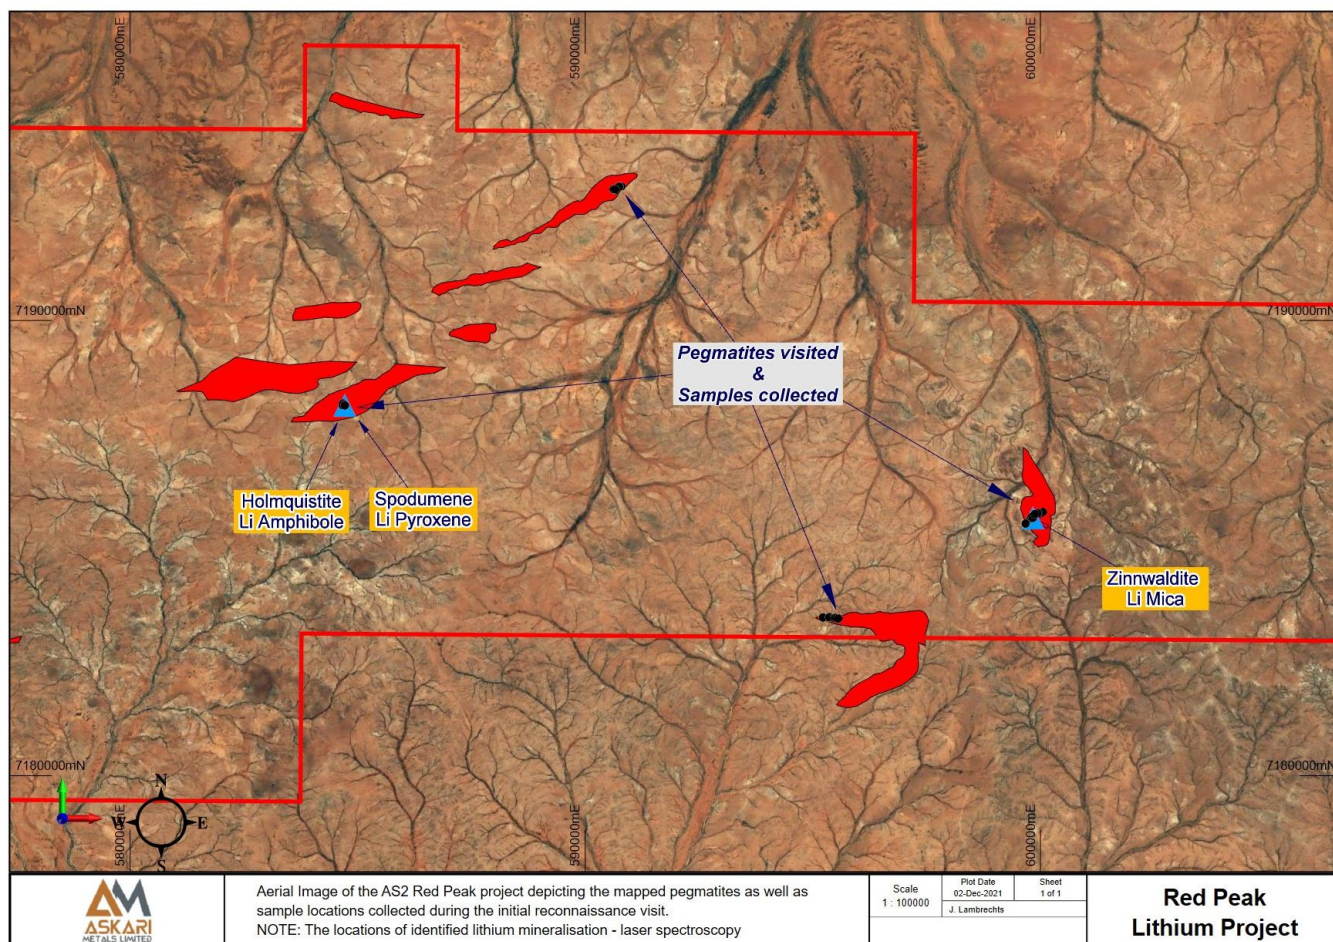 580000mE
590000mE
600000mE
7190000mN
7190000mN
Pegmatites visited
&
Samples collected
Holmquistite
Li Amphibole
Spodumene
Li Pyroxene
Zinnwaldite
Li Mica
7180000mN
7180000mN
N
W
E
S
580000mE
590000mE
600000mE
AM
ASKARI
METALS LIMITED
Aerial Image of the AS2 Red Peak project depicting the mapped pegmatites as well as
sample locations collected during the initial reconnaissance visit.
NOTE: The locations of identified lithium mineralisation - laser spectroscopy
Scale
1 : 100000
Plot Date
02-Dec-2021
Sheet
1 of 1
J. Lambrechts
Red Peak
Lithium Project